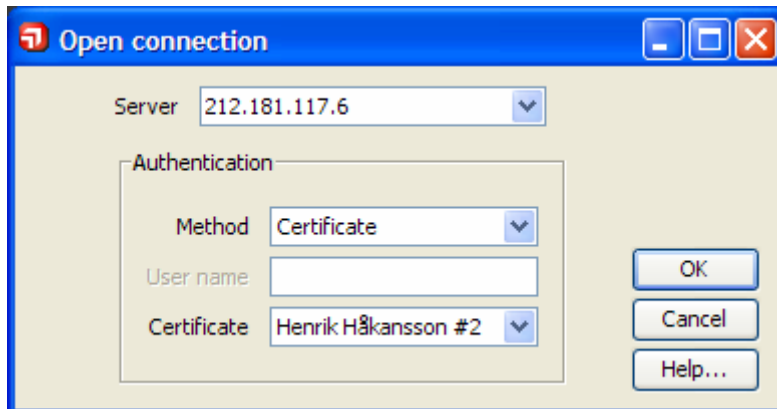 Open connection
Server 212.181.117.6
Authentication
Method Certificate
User name
Certificate Henrik Håkansson #2
OK
Cancel
Help...